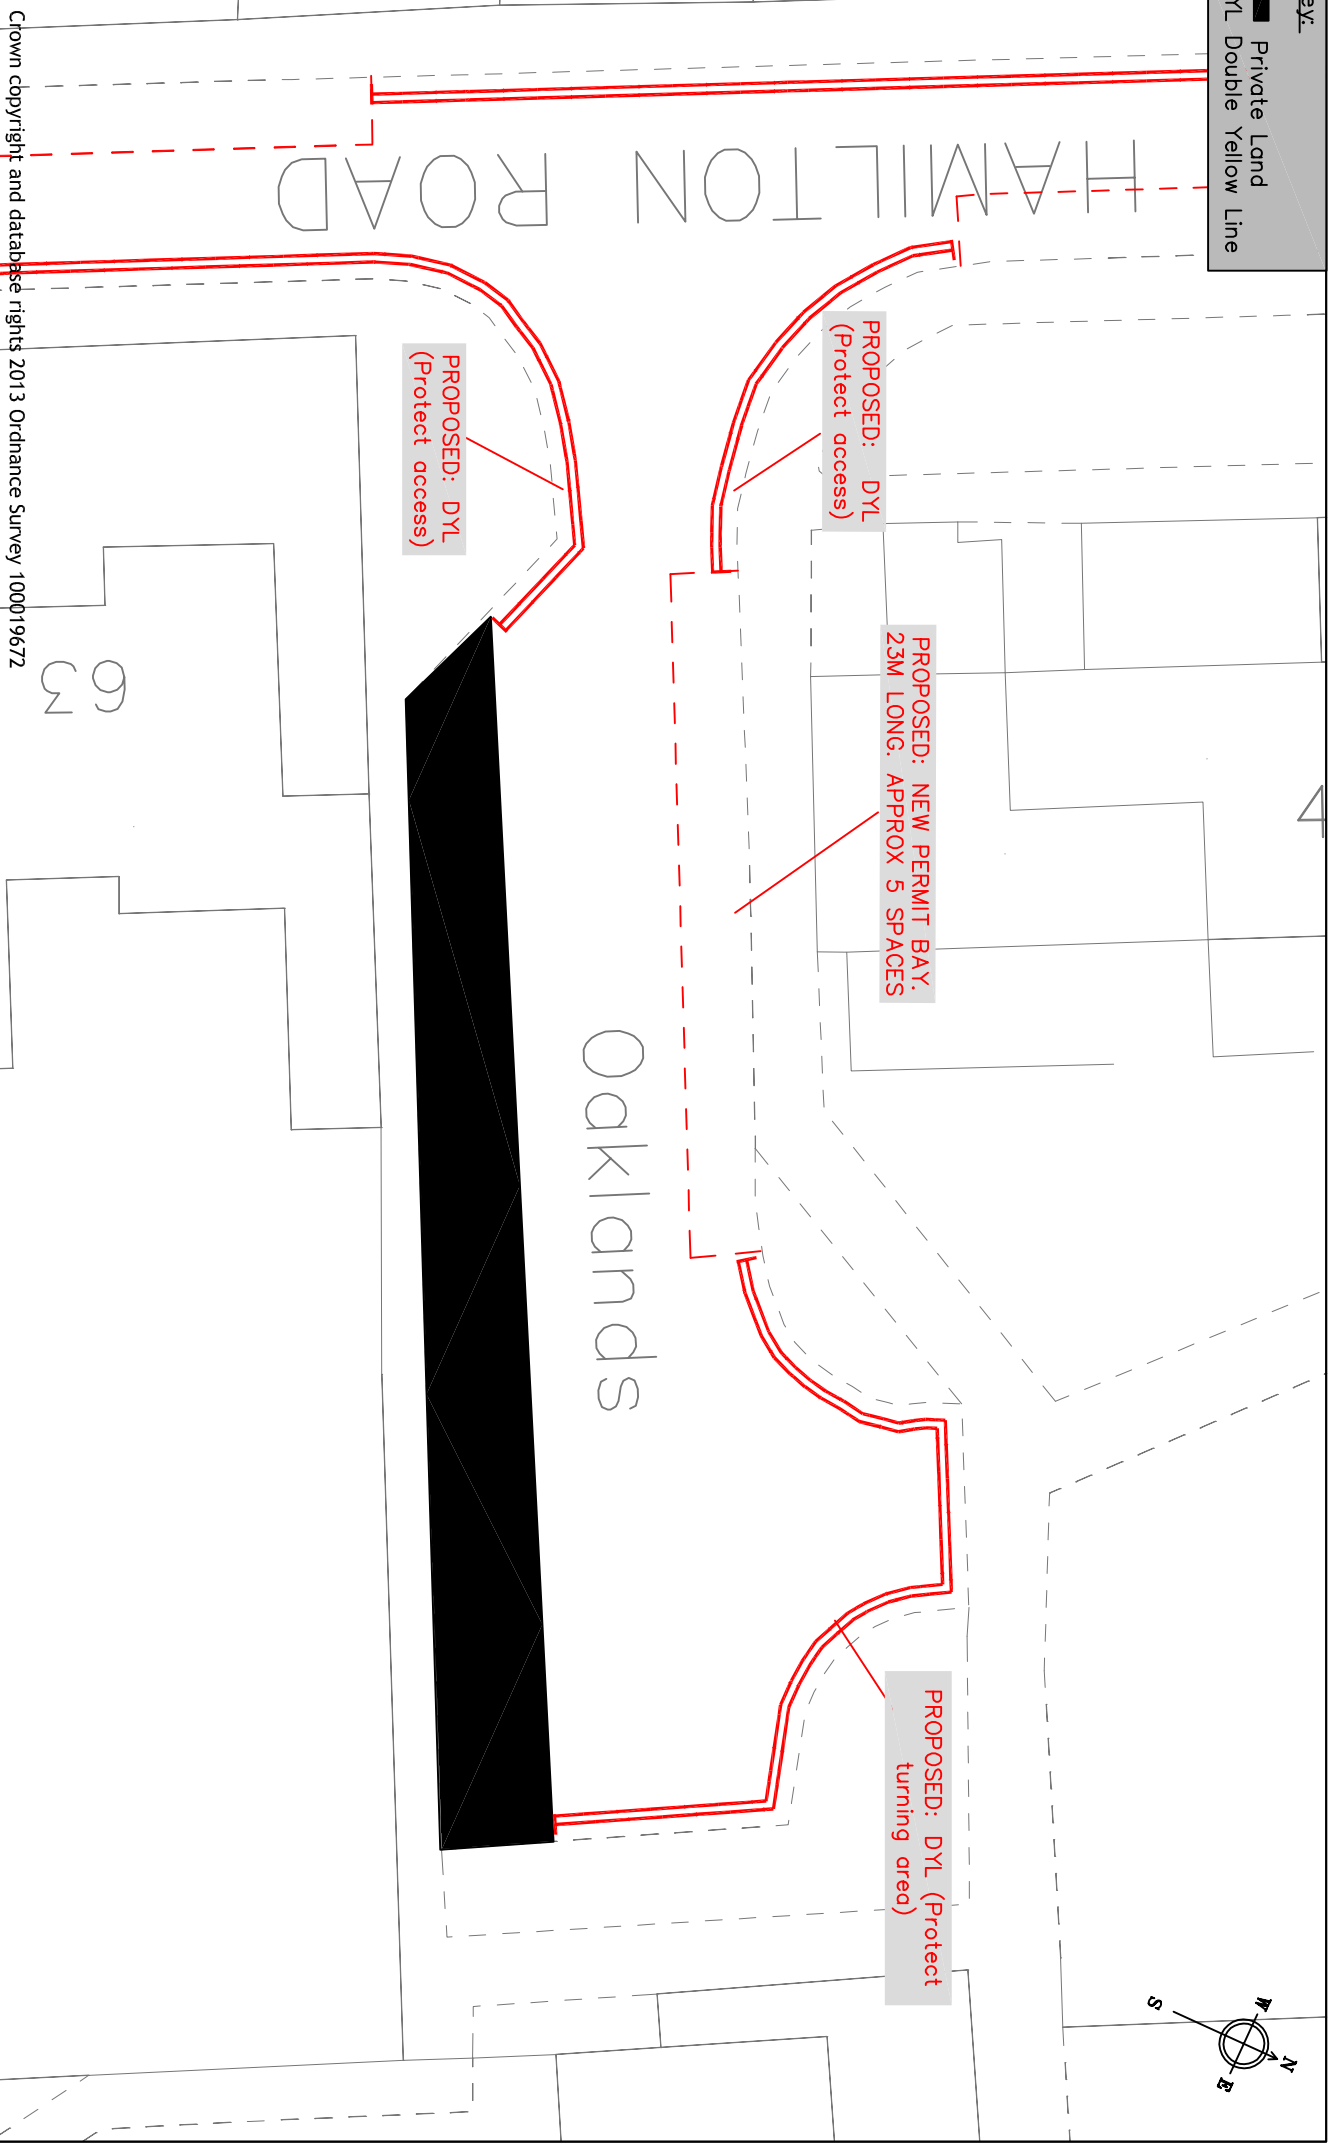 ey:
Private Land
YL Double Yellow Line
HAMILTON ROAD
PROPOSED: DYL
(Protect access)
PROPOSED: DYL
(Protect access)
PROPOSED: NEW PERMIT BAY.
23M LONG. APPROX 5 SPACES
4
63
Oaklands
PROPOSED: DYL (Protect
turning area)
N
E
S
W
Crown copyright and database rights 2013 Ordnance Survey 100019672